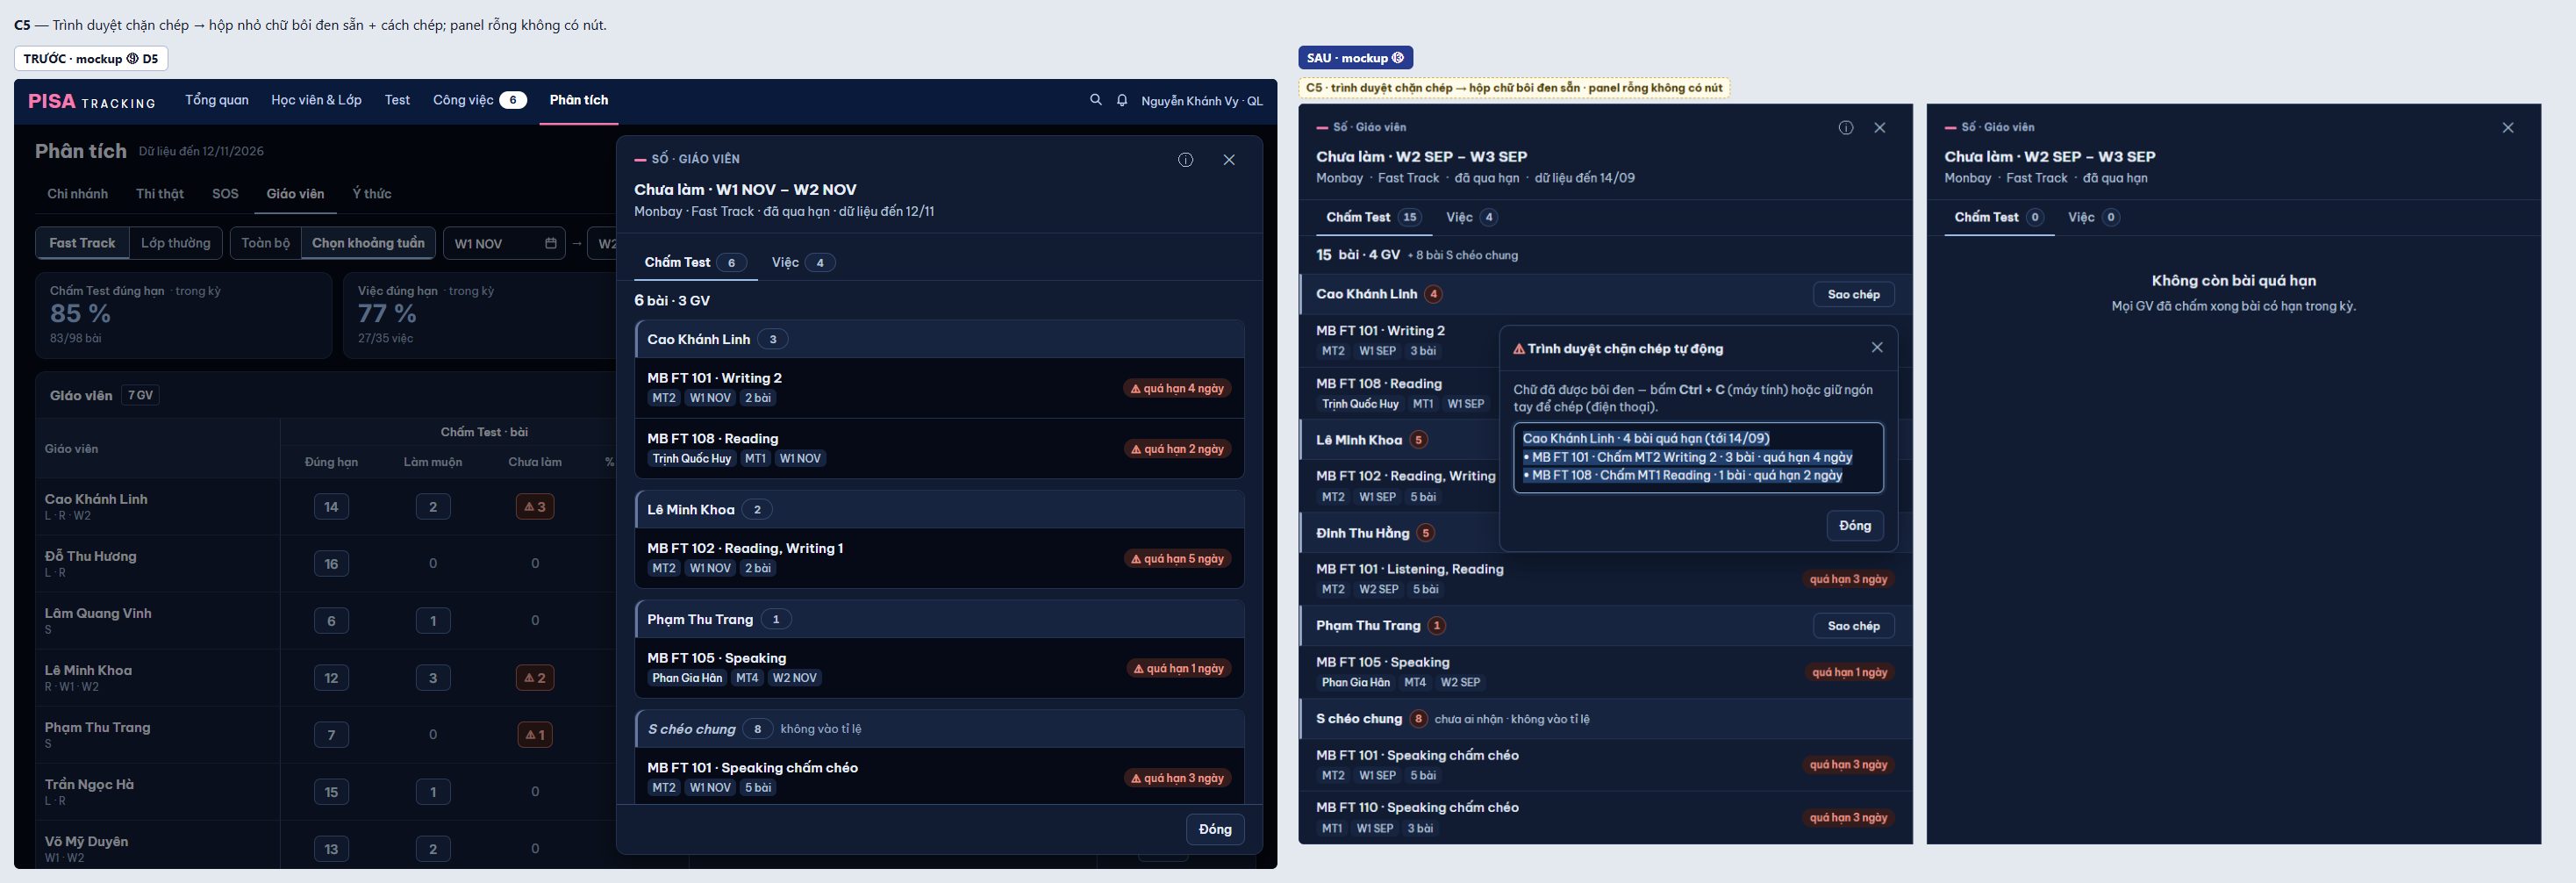 C5 — Trình duyệt chặn chép → hộp nhỏ chữ bôi đen sẵn + cách chép; panel rỗng không có nút.
TRƯỚC · mockup ⑲ D5
PISA TRACKING
Tổng quan
Học viên & Lớp
Test
Công việc 6
Phân tích
Nguyễn Khánh Vy · QL
Phân tích Dữ liệu đến 12/11/2026
Chi nhánh
Thi thật
SOS
Giáo viên
Ý thức
Fast Track
Lớp thường
Toàn bộ
Chọn khoảng tuần
W1 NOV → W2
Chấm Test đúng hạn · trong kỳ
85 %
83/98 bài
Việc đúng hạn · trong kỳ
77 %
27/35 việc
Giáo viên 7 GV
Giáo viên
Chấm Test · bài
Đúng hạn
Làm muộn
Chưa làm
%
Cao Khánh Linh 14 2 ⚠ 3
L · R · W2
Đỗ Thu Hương 16 0 0
L · R
Lâm Quang Vinh 6 1 0
S
Lê Minh Khoa 12 3 ⚠ 2
R · W1 · W2
Phạm Thu Trang 7 0 ⚠ 1
S
Trần Ngọc Hà 15 1 0
L · R
Võ Mỹ Duyên 13 2 0
W1 · W2
SỐ · GIÁO VIÊN
Chưa làm · W1 NOV – W2 NOV
Monbay · Fast Track · đã quá hạn · dữ liệu đến 12/11
Chấm Test 6
Việc 4
6 bài · 3 GV
Cao Khánh Linh 3
MB FT 101 · Writing 2
MT2 W1 NOV 2 bài
⚠ quá hạn 4 ngày
MB FT 108 · Reading
Trịnh Quốc Huy MT1 W1 NOV
⚠ quá hạn 2 ngày
Lê Minh Khoa 2
MB FT 102 · Reading, Writing 1
MT2 W1 NOV 2 bài
⚠ quá hạn 5 ngày
Phạm Thu Trang 1
MB FT 105 · Speaking
Phan Gia Hân MT4 W2 NOV
⚠ quá hạn 1 ngày
S chéo chung 8 không vào tỉ lệ
MB FT 101 · Speaking chấm chéo
MT2 W1 NOV 5 bài
⚠ quá hạn 3 ngày
Đóng
C5 · trình duyệt chặn chép → hộp chữ bôi đen sẵn · panel rỗng không có nút
Số · Giáo viên
Chưa làm · W2 SEP – W3 SEP
Monbay · Fast Track · đã quá hạn · dữ liệu đến 14/09
Chấm Test 15
Việc 4
15 bài · 4 GV + 8 bài S chéo chung
Cao Khánh Linh 4
Sao chép
MB FT 101 · Writing 2
MT2 W1 SEP 3 bài
MB FT 108 · Reading
Trịnh Quốc Huy MT1 W1 SEP
Lê Minh Khoa 5
MB FT 102 · Reading, Writing
MT2 W1 SEP 5 bài
Đinh Thu Hằng 5
MB FT 101 · Listening, Reading
MT2 W2 SEP 5 bài
quá hạn 3 ngày
Phạm Thu Trang 1
Sao chép
MB FT 105 · Speaking
Phan Gia Hân MT4 W2 SEP
quá hạn 1 ngày
S chéo chung 8 chưa ai nhận · không vào tỉ lệ
MB FT 101 · Speaking chấm chéo
MT2 W1 SEP 5 bài
quá hạn 3 ngày
MB FT 110 · Speaking chấm chéo
MT1 W1 SEP 3 bài
quá hạn 3 ngày
⚠ Trình duyệt chặn chép tự động
Chữ đã được bôi đen — bấm Ctrl + C (máy tính) hoặc giữ ngón
tay để chép (điện thoại).
Cao Khánh Linh · 4 bài quá hạn (tới 14/09)
• MB FT 101 · Chấm MT2 Writing 2 · 3 bài · quá hạn 4 ngày
• MB FT 108 · Chấm MT1 Reading · 1 bài · quá hạn 2 ngày
Đóng
Số · Giáo viên
Chưa làm · W2 SEP – W3 SEP
Monbay · Fast Track · đã quá hạn
Chấm Test 0
Việc 0
Không còn bài quá hạn
Mọi GV đã chấm xong bài có hạn trong kỳ.
SAU · mockup